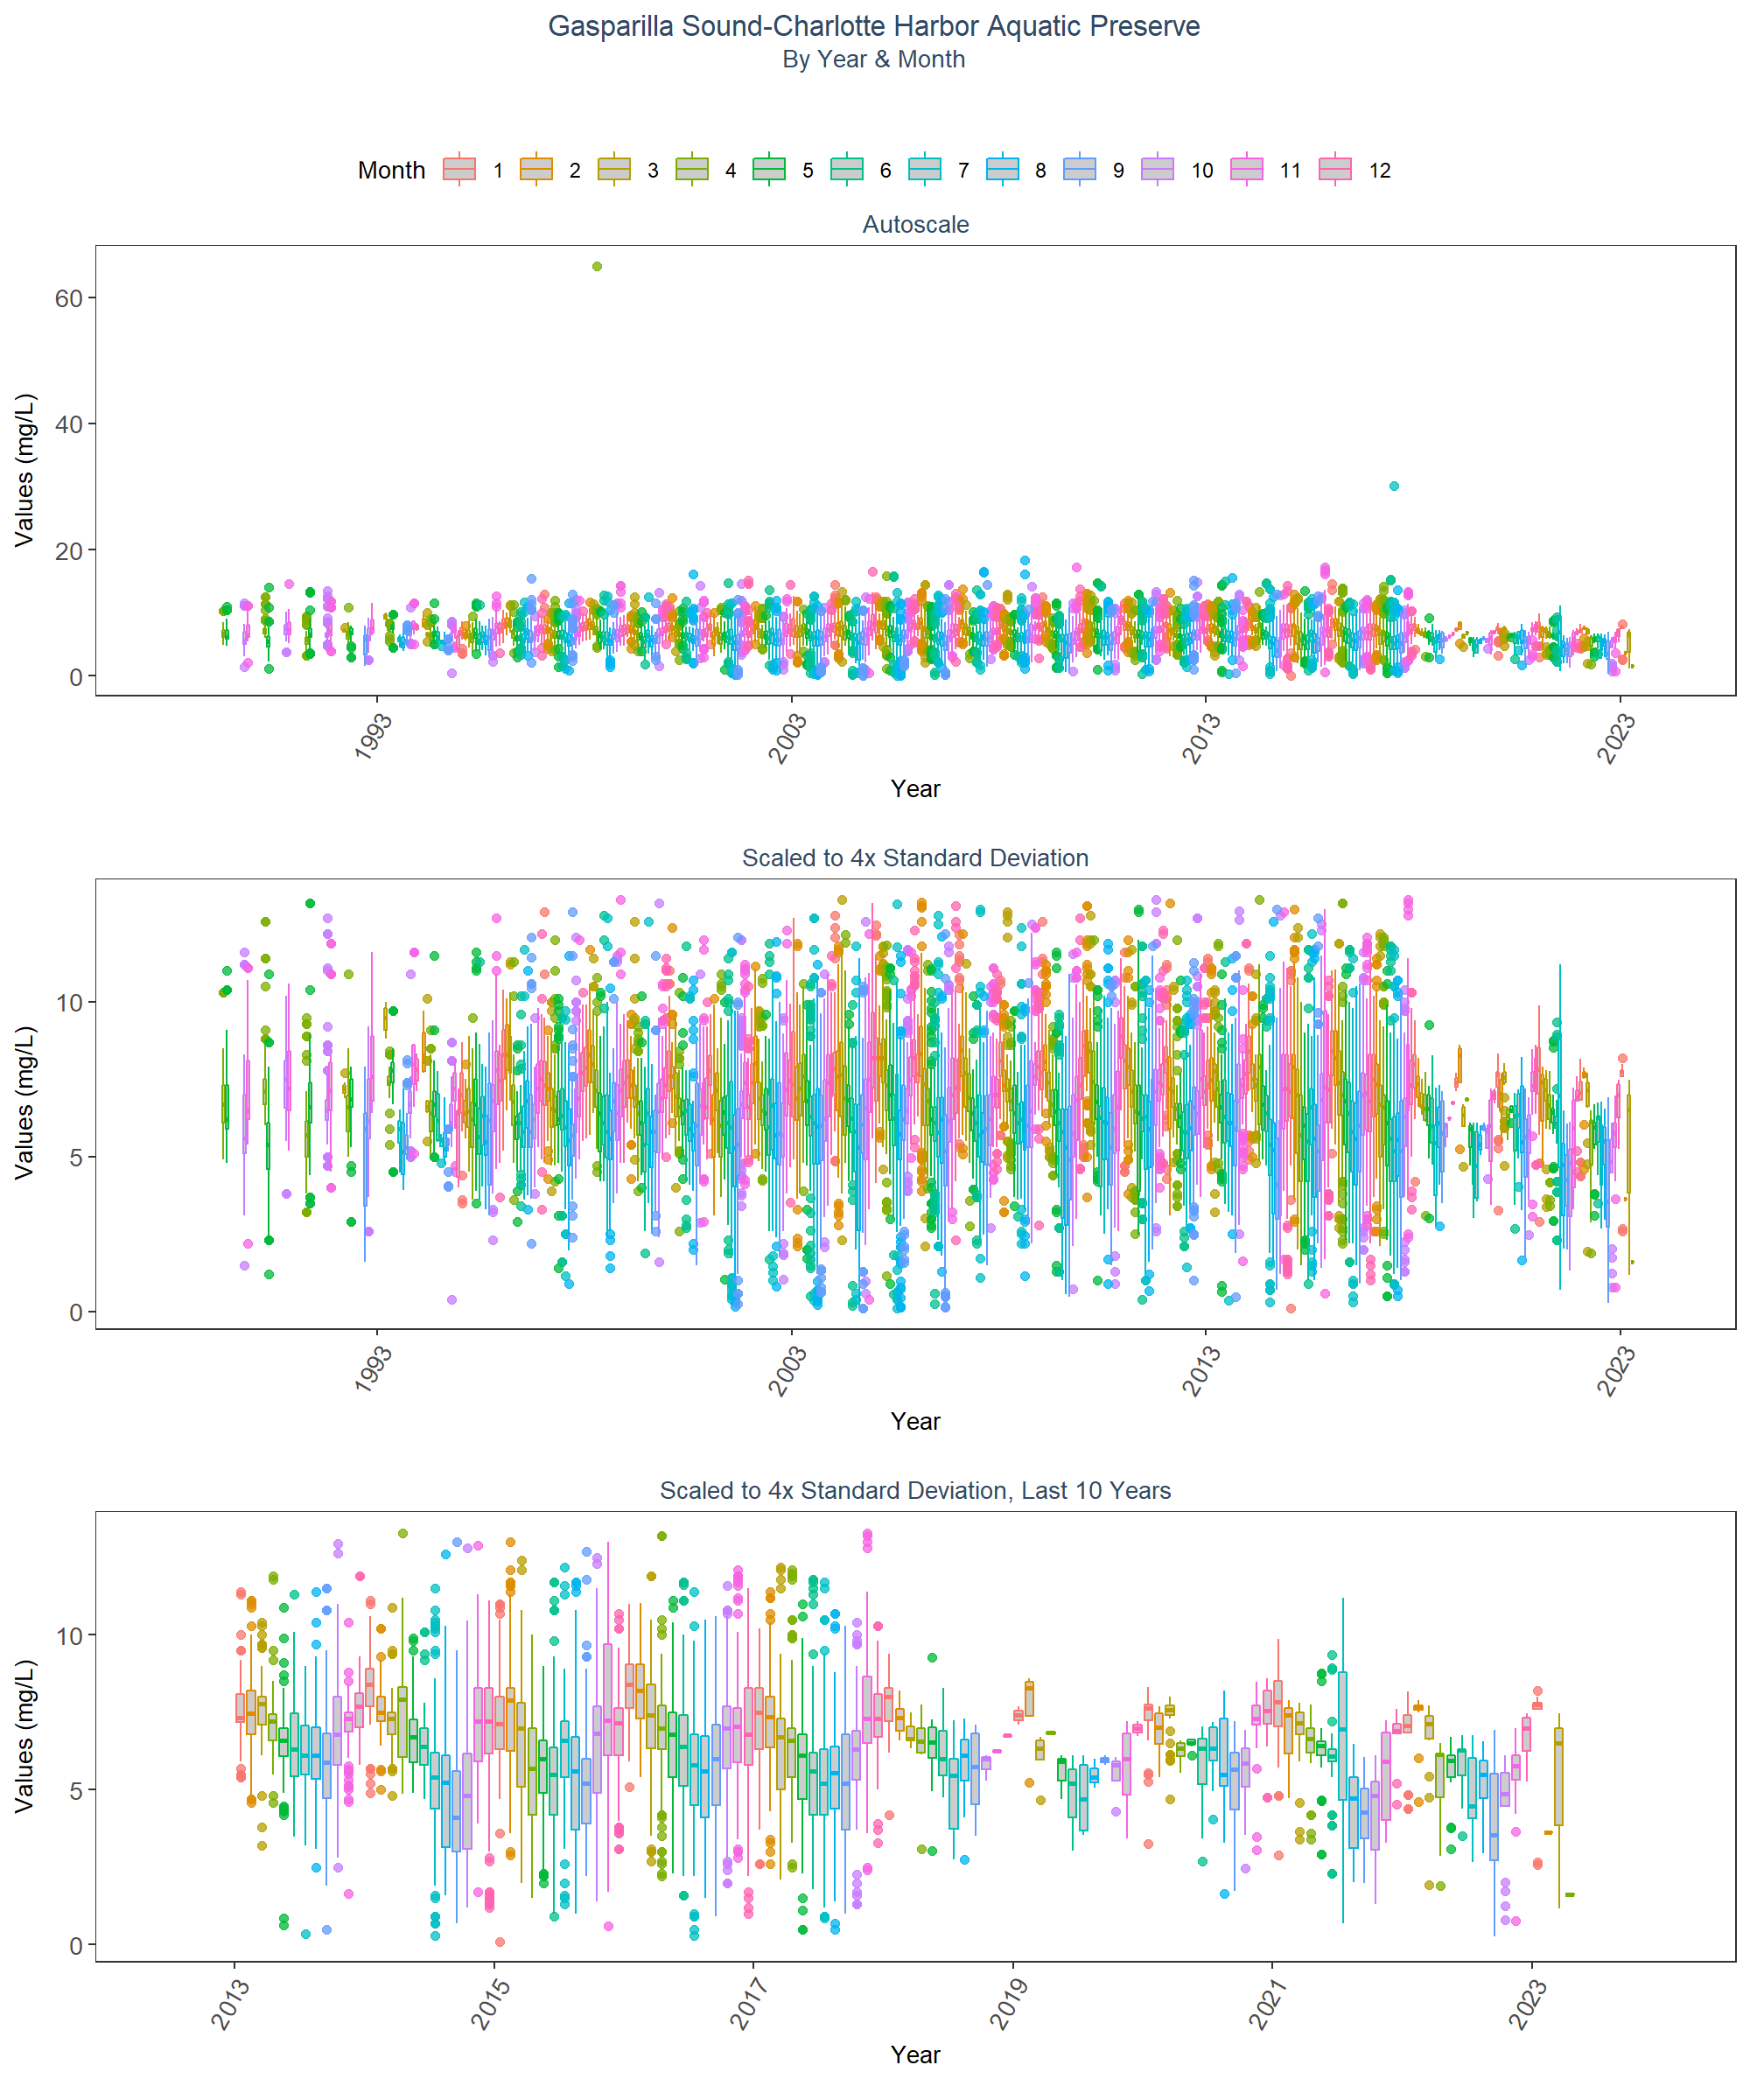 Gasparilla Sound-Charlotte Harbor Aquatic Preserve
By Year & Month
Month 1 2 3 4 5 6 7 8 9 10 11 12
Autoscale
Values (mg/L)
60
40
20
0
1993 2003 2013 2023
Year
Scaled to 4x Standard Deviation
Values (mg/L)
10
5
0
1993 2003 2013 2023
Year
Scaled to 4x Standard Deviation, Last 10 Years
Values (mg/L)
10
5
0
2013 2015 2017 2019 2021 2023
Year